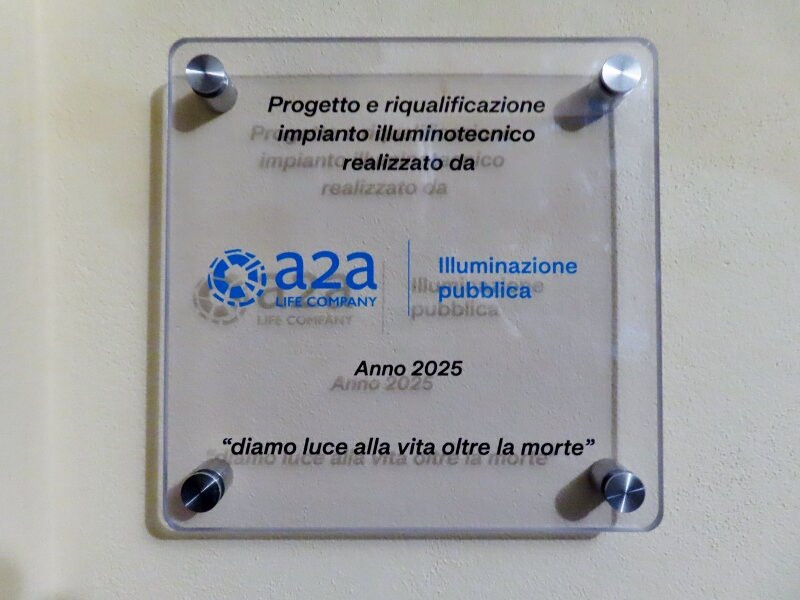 Progetto e riqualificazione
impianto illuminotecnico
realizzato da
a2a
LIFE COMPANY
Illuminazione
pubblica
Anno 2025
“diamo luce alla vita oltre la morte”